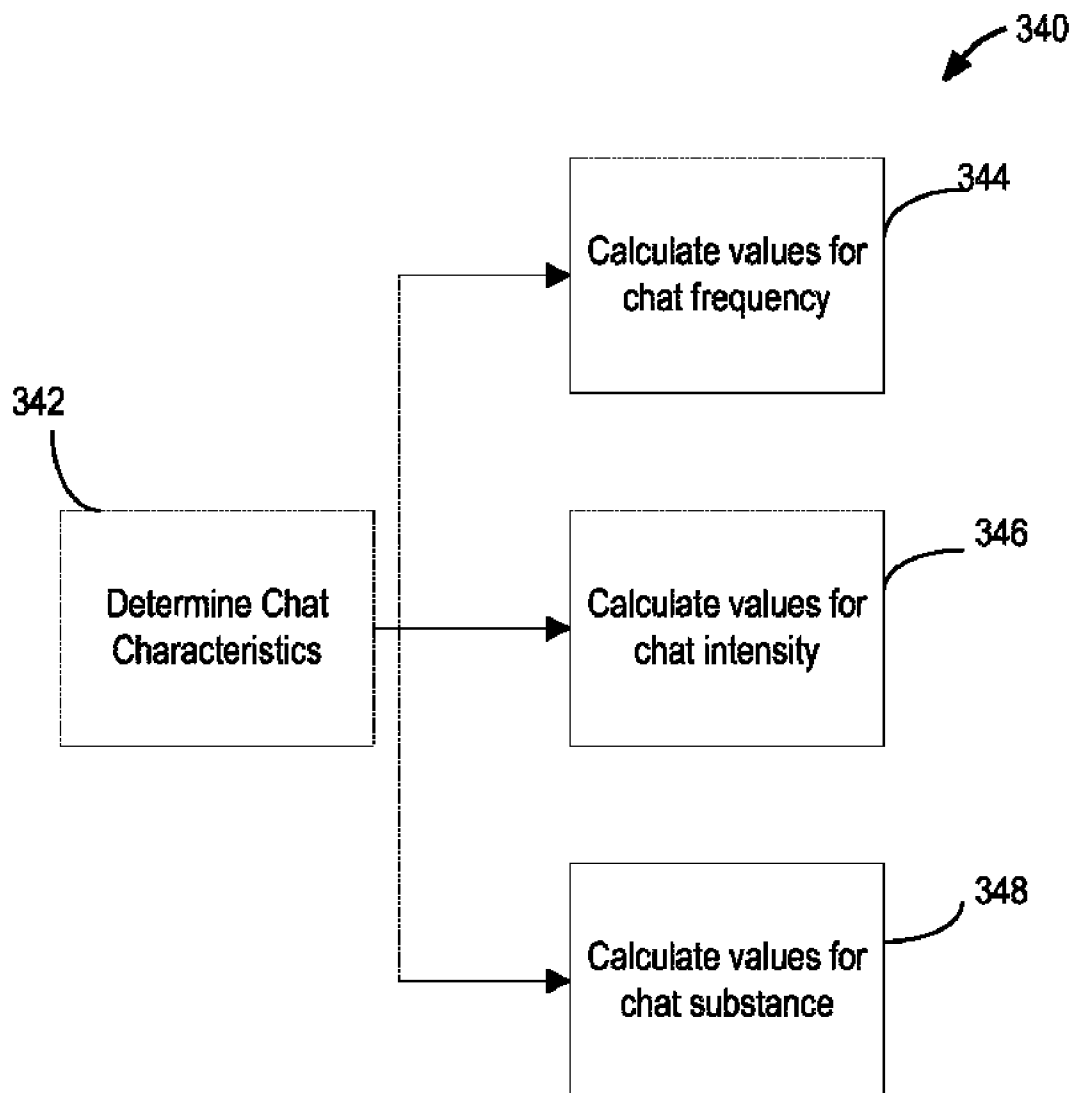 340
344
Calculate values for
chat frequency
342
346
Determine Chat
Characteristics
Calculate values for
chat intensity
348
Calculate values for
chat substance